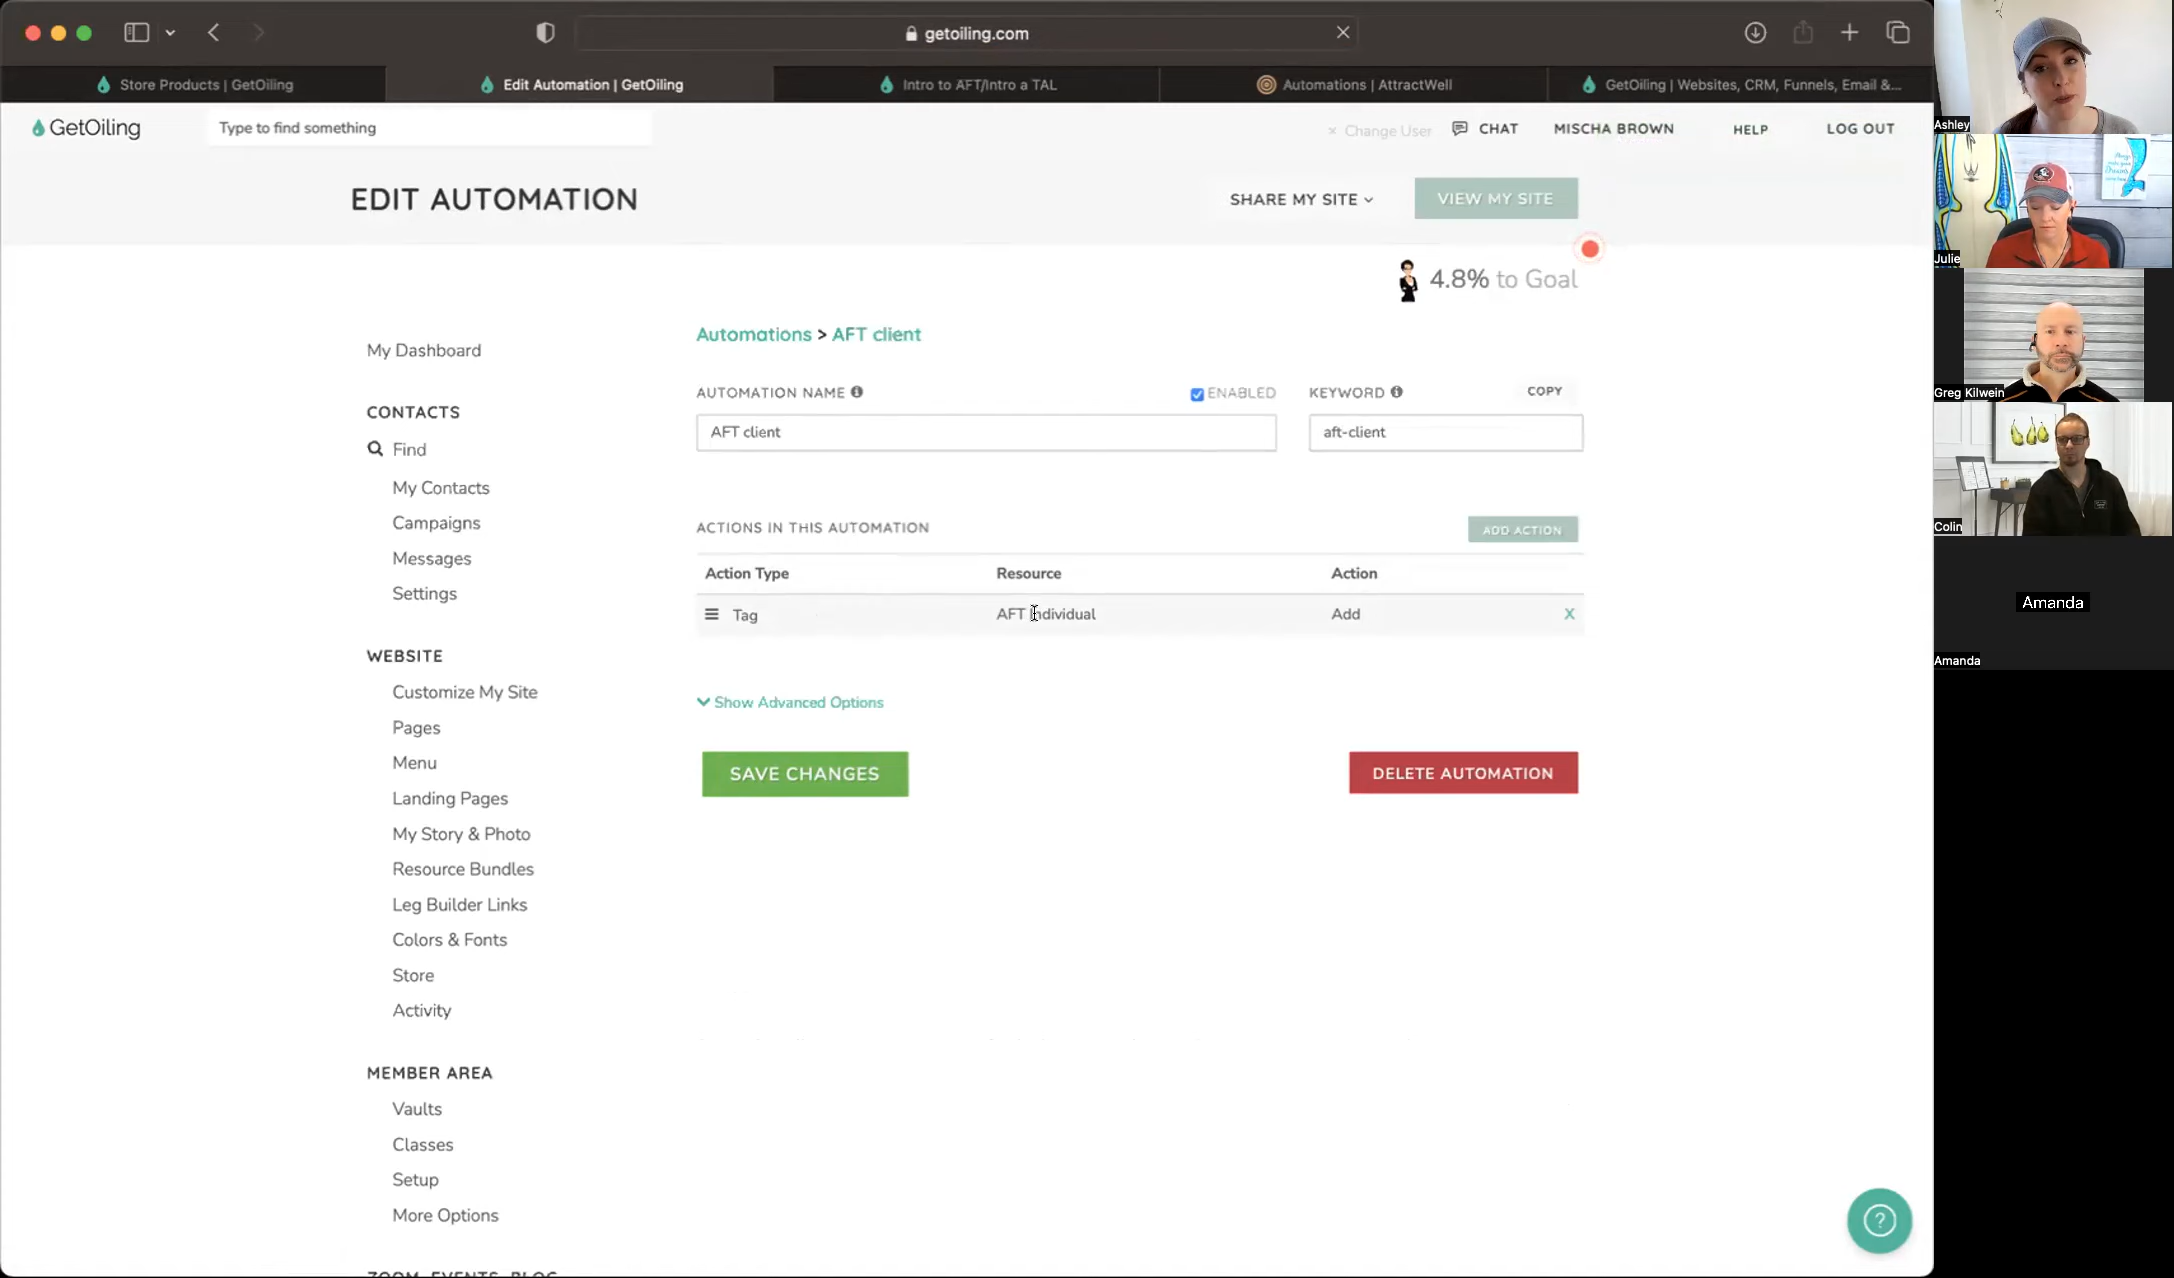 getoiling.com
Store Products | GetOiling
Edit Automation | GetOiling
Intro to AFT/Intro a TAL
Automations | AttractWell
GetOiling | Websites, CRM, Funnels, Email &...
GetOiling
Type to find something
× Change User
CHAT
MISCHA BROWN
HELP
LOG OUT
EDIT AUTOMATION
SHARE MY SITE
VIEW MY SITE
4.8% to Goal
My Dashboard
CONTACTS
Find
My Contacts
Campaigns
Messages
Settings
WEBSITE
Customize My Site
Pages
Menu
Landing Pages
My Story & Photo
Resource Bundles
Leg Builder Links
Colors & Fonts
Store
Activity
MEMBER AREA
Vaults
Classes
Setup
More Options
ZOOM, EVENTS, BLOG
Automations > AFT client
AUTOMATION NAME
ENABLED
KEYWORD
COPY
AFT client
aft-client
ACTIONS IN THIS AUTOMATION
ADD ACTION
Action Type Resource Action
Tag AFT Individual Add X
Show Advanced Options
SAVE CHANGES
DELETE AUTOMATION
?
Ashley
Julie
Greg Kilwein
Colin
Amanda
Amanda